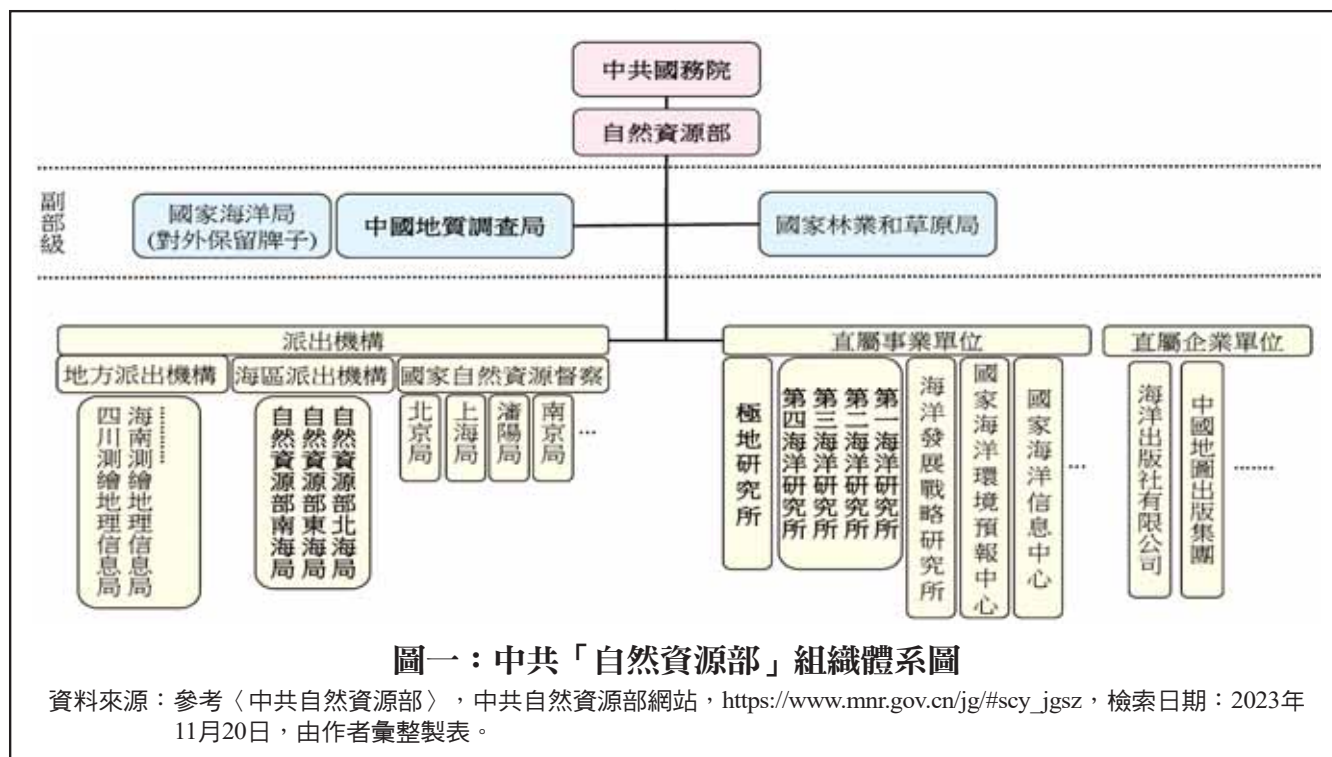 中共國務院
自然資源部
副部級
國家海洋局
(對外保留牌子)
中國地質調查局
國家林業和草原局
派出機構
地方派出機構
四川測繪地理信息局
海南測繪地理信息局
………
海區派出機構
自然資源部南海局
自然資源部東海局
自然資源部北海局
國家自然資源督察
北京局
上海局
瀋陽局
南京局
…
直屬事業單位
極地研究所
第四海洋研究所
第三海洋研究所
第二海洋研究所
第一海洋研究所
海洋發展戰略研究所
國家海洋環境預報中心
國家海洋信息中心
…
直屬企業單位
海洋出版社有限公司
中國地圖出版集團
……
圖一：中共「自然資源部」組織體系圖
資料來源：參考〈中共自然資源部〉，中共自然資源部網站，https://www.mnr.gov.cn/jg/#scy_jgsz，檢索日期：2023年
11月20日，由作者彙整製表。